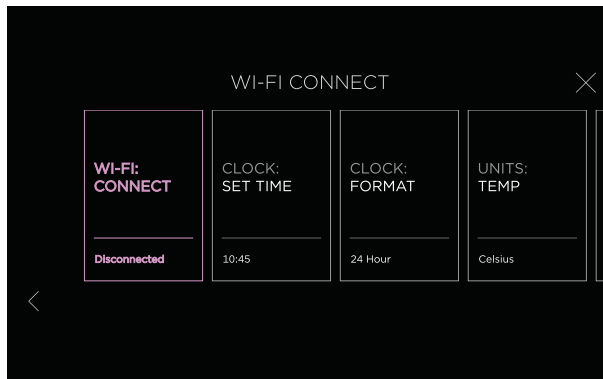 WI-FI CONNECT
WI-FI:
CONNECT
Disconnected
CLOCK:
SET TIME
10:45
CLOCK:
FORMAT
24 Hour
UNITS:
TEMP
Celsius